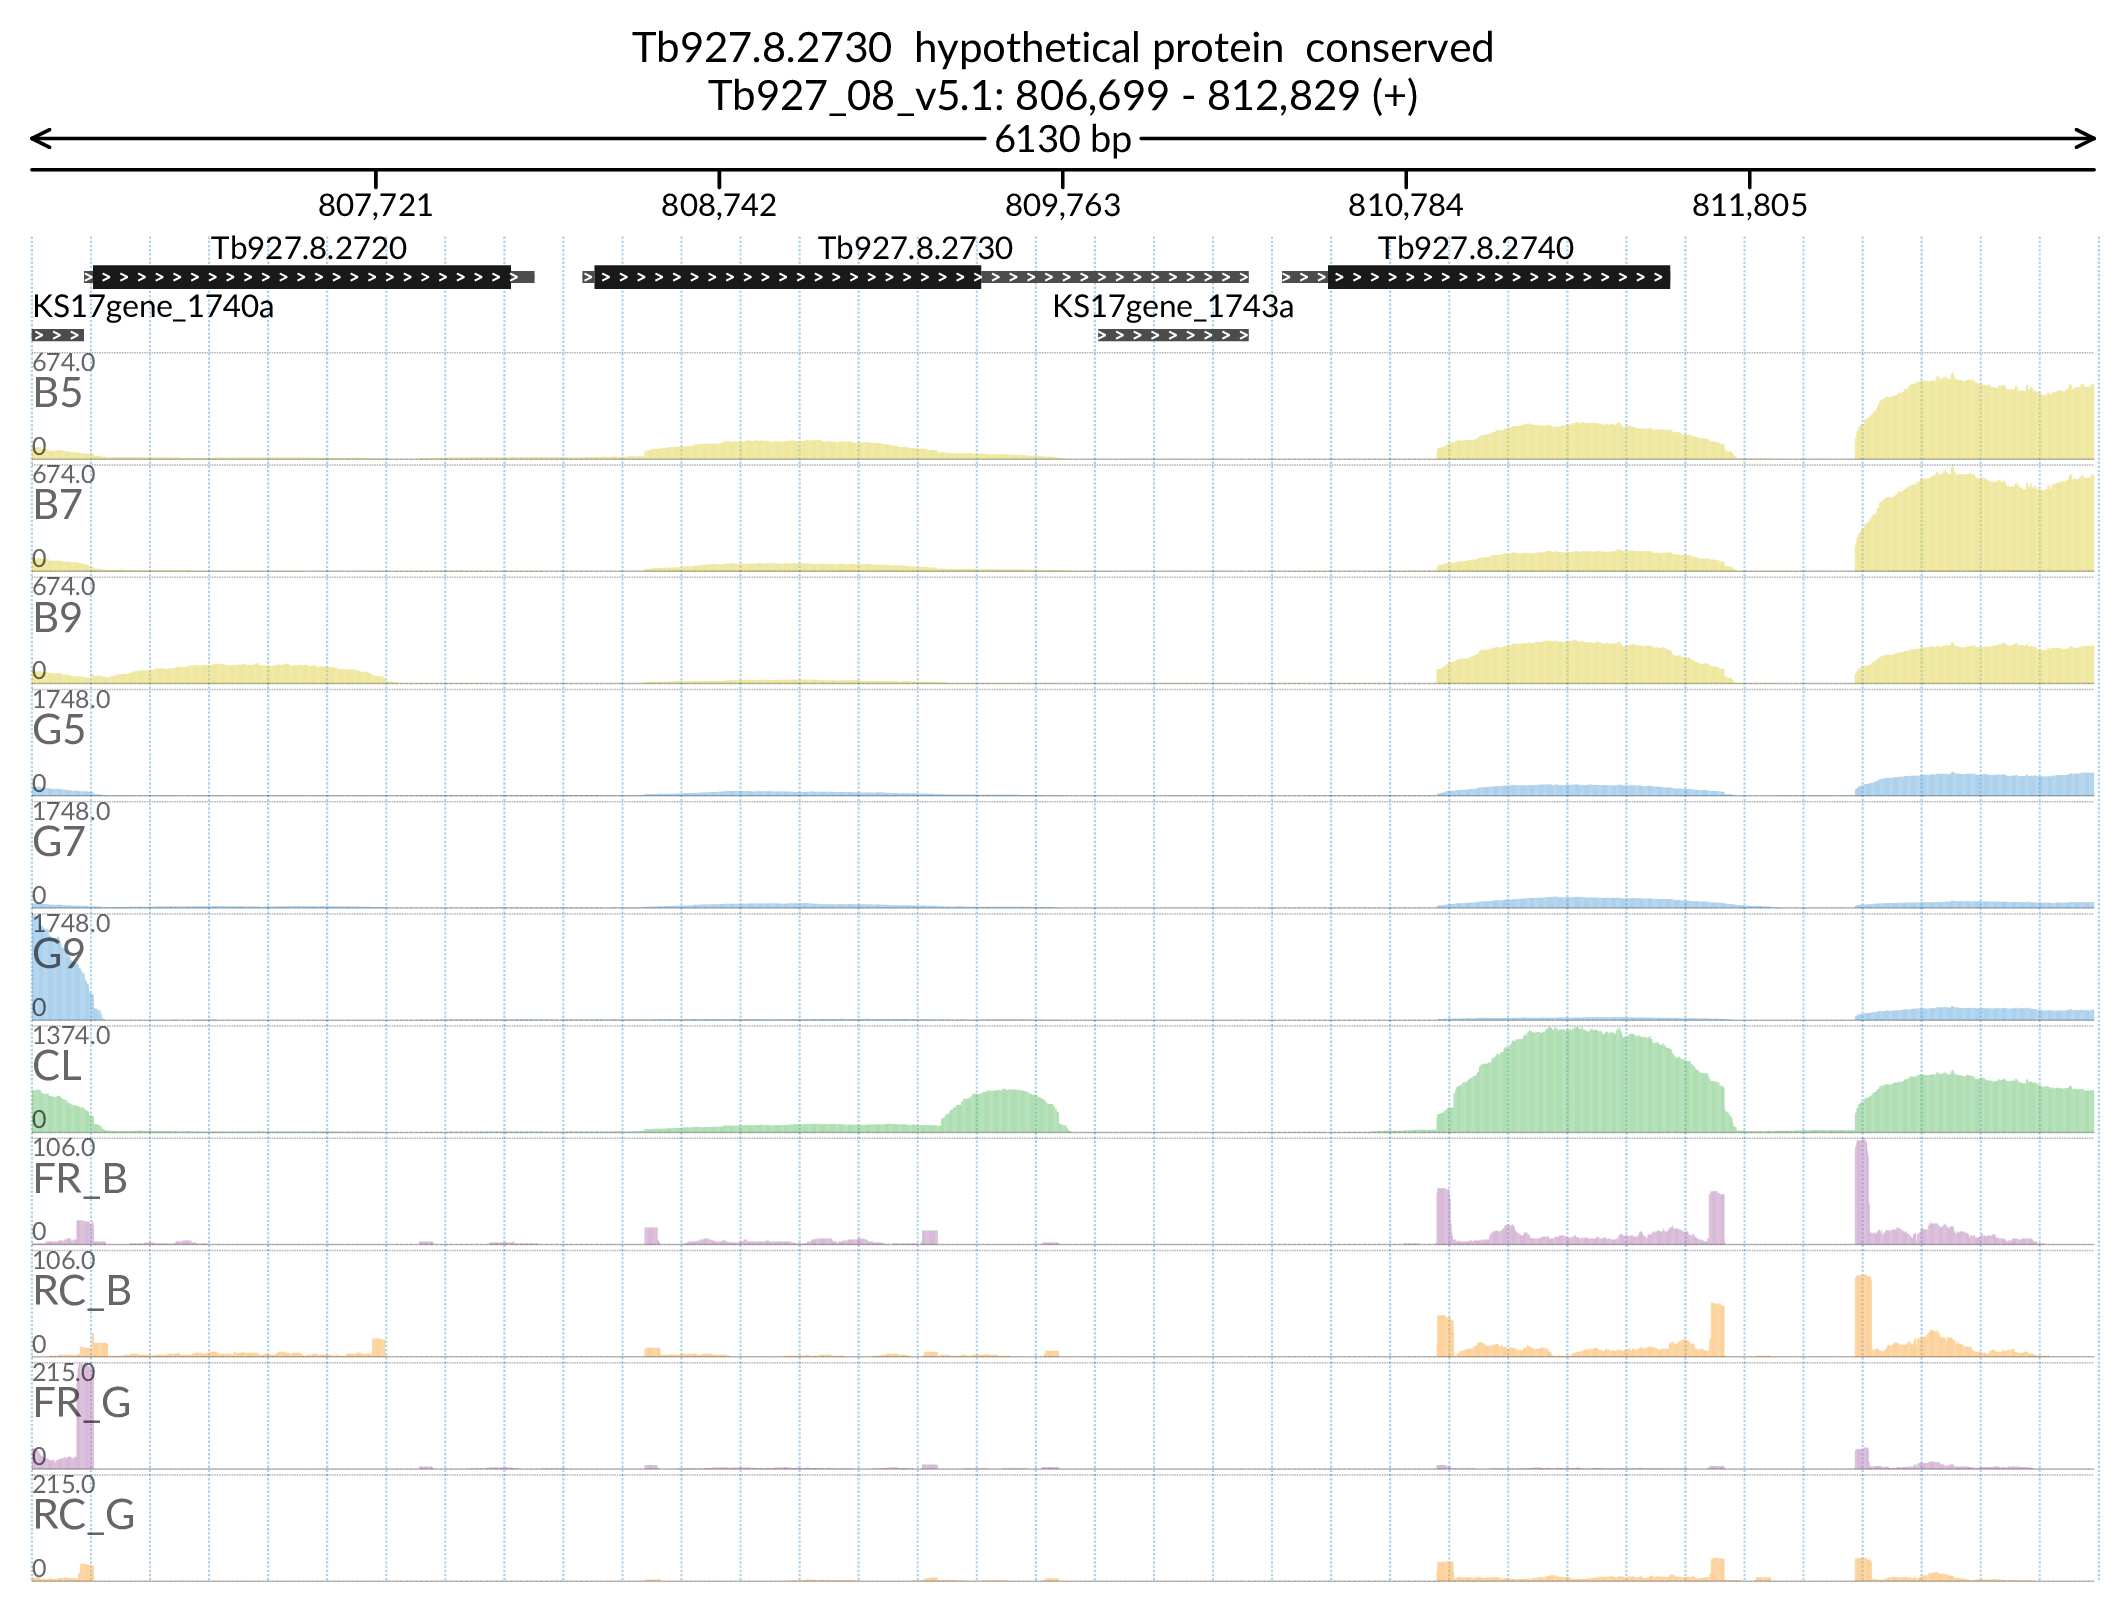 Tb927.8.2730  hypothetical protein  conserved
Tb927_08_v5.1: 806,699 - 812,829 (+)
6130 bp
807,721 808,742 809,763 810,784 811,805
Tb927.8.2720 Tb927.8.2730 Tb927.8.2740
KS17gene_1740a KS17gene_1743a
674.0
B5
0
674.0
B7
0
674.0
B9
0
1748.0
G5
0
1748.0
G7
0
1748.0
G9
0
1374.0
CL
0
106.0
FR_B
0
106.0
RC_B
0
215.0
FR_G
0
215.0
RC_G
0